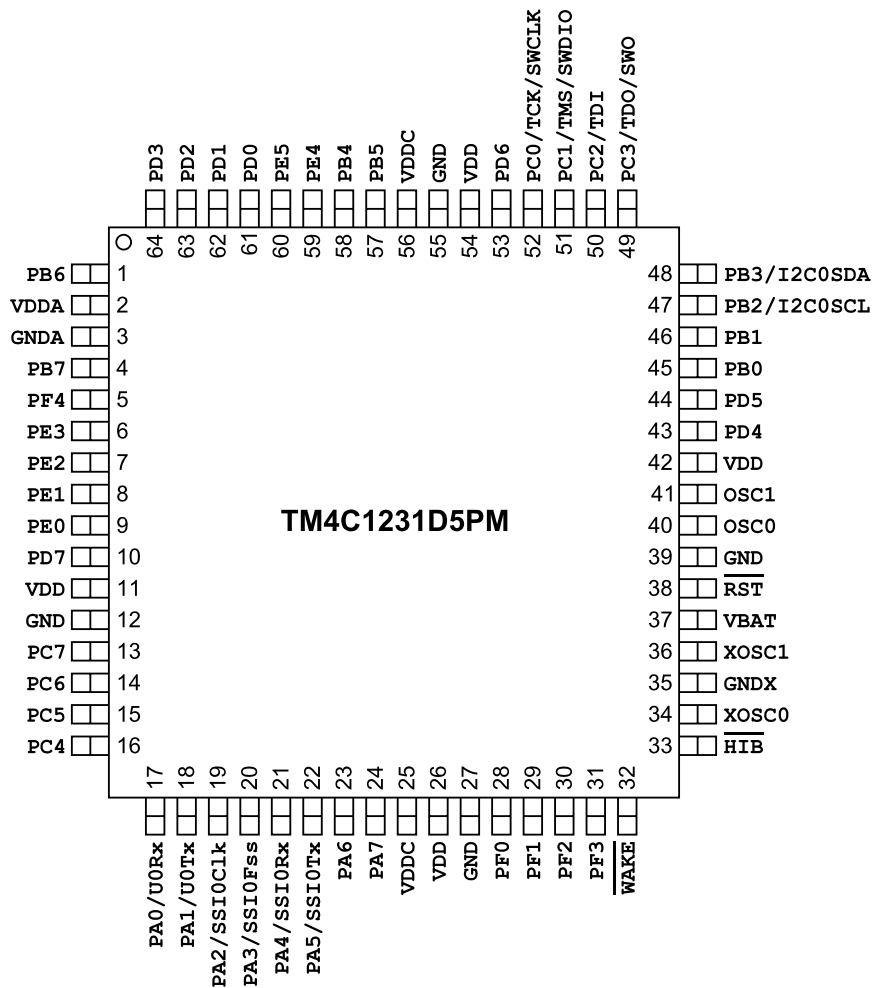 PD3
PD2
PD1
PD0
PE5
PE4
PB4
PB5
VDDC
GND
VDD
PD6
PC0/TCK/SWCLK
PC1/TMS/SWDIO
PC2/TDI
PC3/TDO/SWO
64
63
62
61
60
59
58
57
56
55
54
53
52
51
50
49
PB6 1
VDDA 2
GNDA 3
PB7 4
PF4 5
PE3 6
PE2 7
PE1 8
PE0 9
PD7 10
VDD 11
GND 12
PC7 13
PC6 14
PC5 15
PC4 16
TM4C1231D5PM
48 PB3/I2C0SDA
47 PB2/I2C0SCL
46 PB1
45 PB0
44 PD5
43 PD4
42 VDD
41 OSC1
40 OSC0
39 GND
38 RST
37 VBAT
36 XOSC1
35 GNDX
34 XOSC0
33 HIB
17
18
19
20
21
22
23
24
25
26
27
28
29
30
31
32
PA0/U0Rx
PA1/U0Tx
PA2/SSI0Clk
PA3/SSI0Fss
PA4/SSI0Rx
PA5/SSI0Tx
PA6
PA7
VDDC
VDD
GND
PF0
PF1
PF2
PF3
WAKE